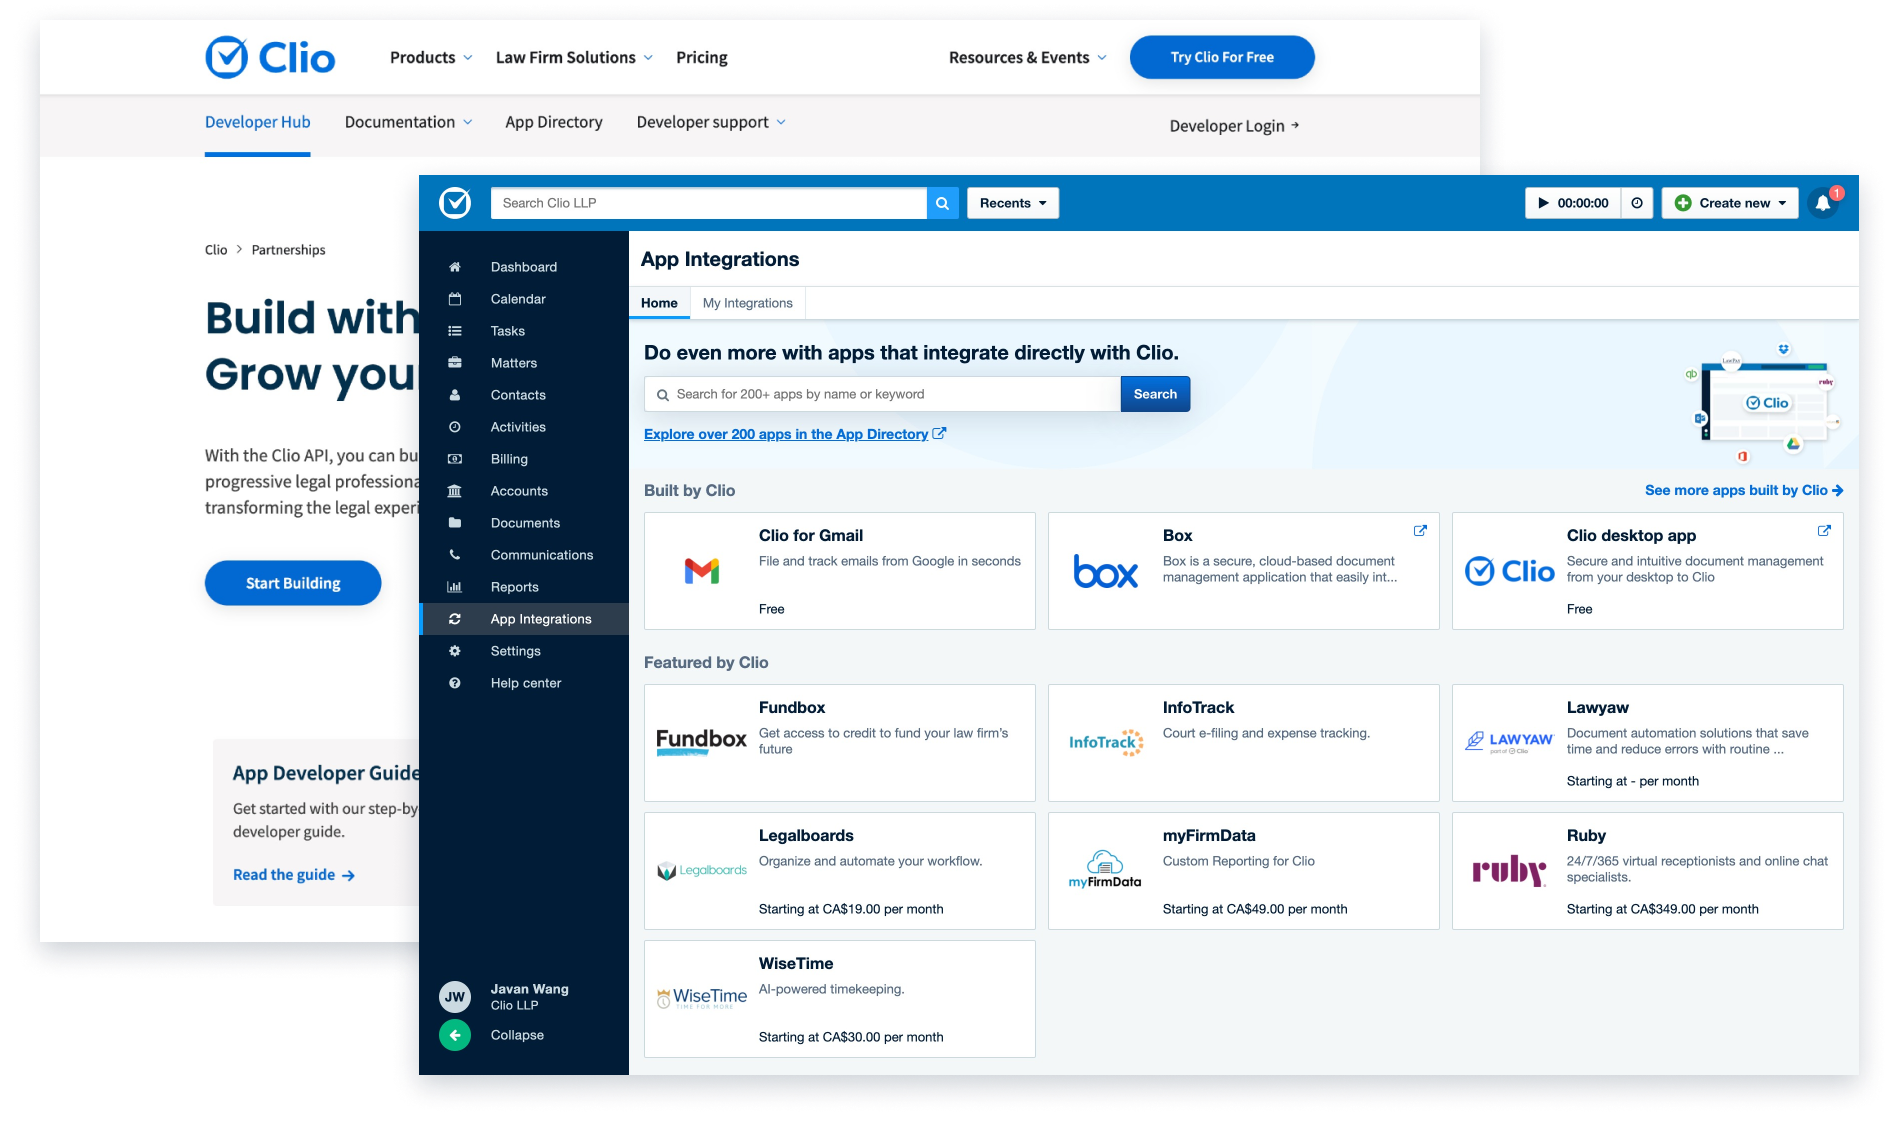 Clio
Products
Law Firm Solutions
Pricing
Resources & Events
Try Clio For Free
Developer Hub
Documentation
App Directory
Developer support
Developer Login →
Clio > Partnerships
Build with
Grow you
With the Clio API, you can bu
progressive legal professiona
transforming the legal experi
Start Building
App Developer Guide
Get started with our step-by
developer guide.
Read the guide →
Search Clio LLP
Recents
00:00:00
Create new
1
Dashboard
Calendar
Tasks
Matters
Contacts
Activities
Billing
Accounts
Documents
Communications
Reports
App Integrations
Settings
Help center
JW
Javan Wang
Clio LLP
Collapse
App Integrations
Home
My Integrations
Do even more with apps that integrate directly with Clio.
Search for 200+ apps by name or keyword
Search
Explore over 200 apps in the App Directory
LawPay
qb
ruby
Clio
Built by Clio
See more apps built by Clio →
Clio for Gmail
File and track emails from Google in seconds
Free
box
Box
Box is a secure, cloud-based document
management application that easily int...
Clio
Clio desktop app
Secure and intuitive document management
from your desktop to Clio
Free
Featured by Clio
Fundbox
Fundbox
Get access to credit to fund your law firm's
future
InfoTrack
InfoTrack
Court e-filing and expense tracking.
LAWYAW
part of Clio
Lawyaw
Document automation solutions that save
time and reduce errors with routine ...
Starting at - per month
Legalboards
Legalboards
Organize and automate your workflow.
Starting at CA$19.00 per month
myFirmData
myFirmData
Custom Reporting for Clio
Starting at CA$49.00 per month
ruby
Ruby
24/7/365 virtual receptionists and online chat
specialists.
Starting at CA$349.00 per month
WiseTime
TIME FOR MORE
WiseTime
AI-powered timekeeping.
Starting at CA$30.00 per month